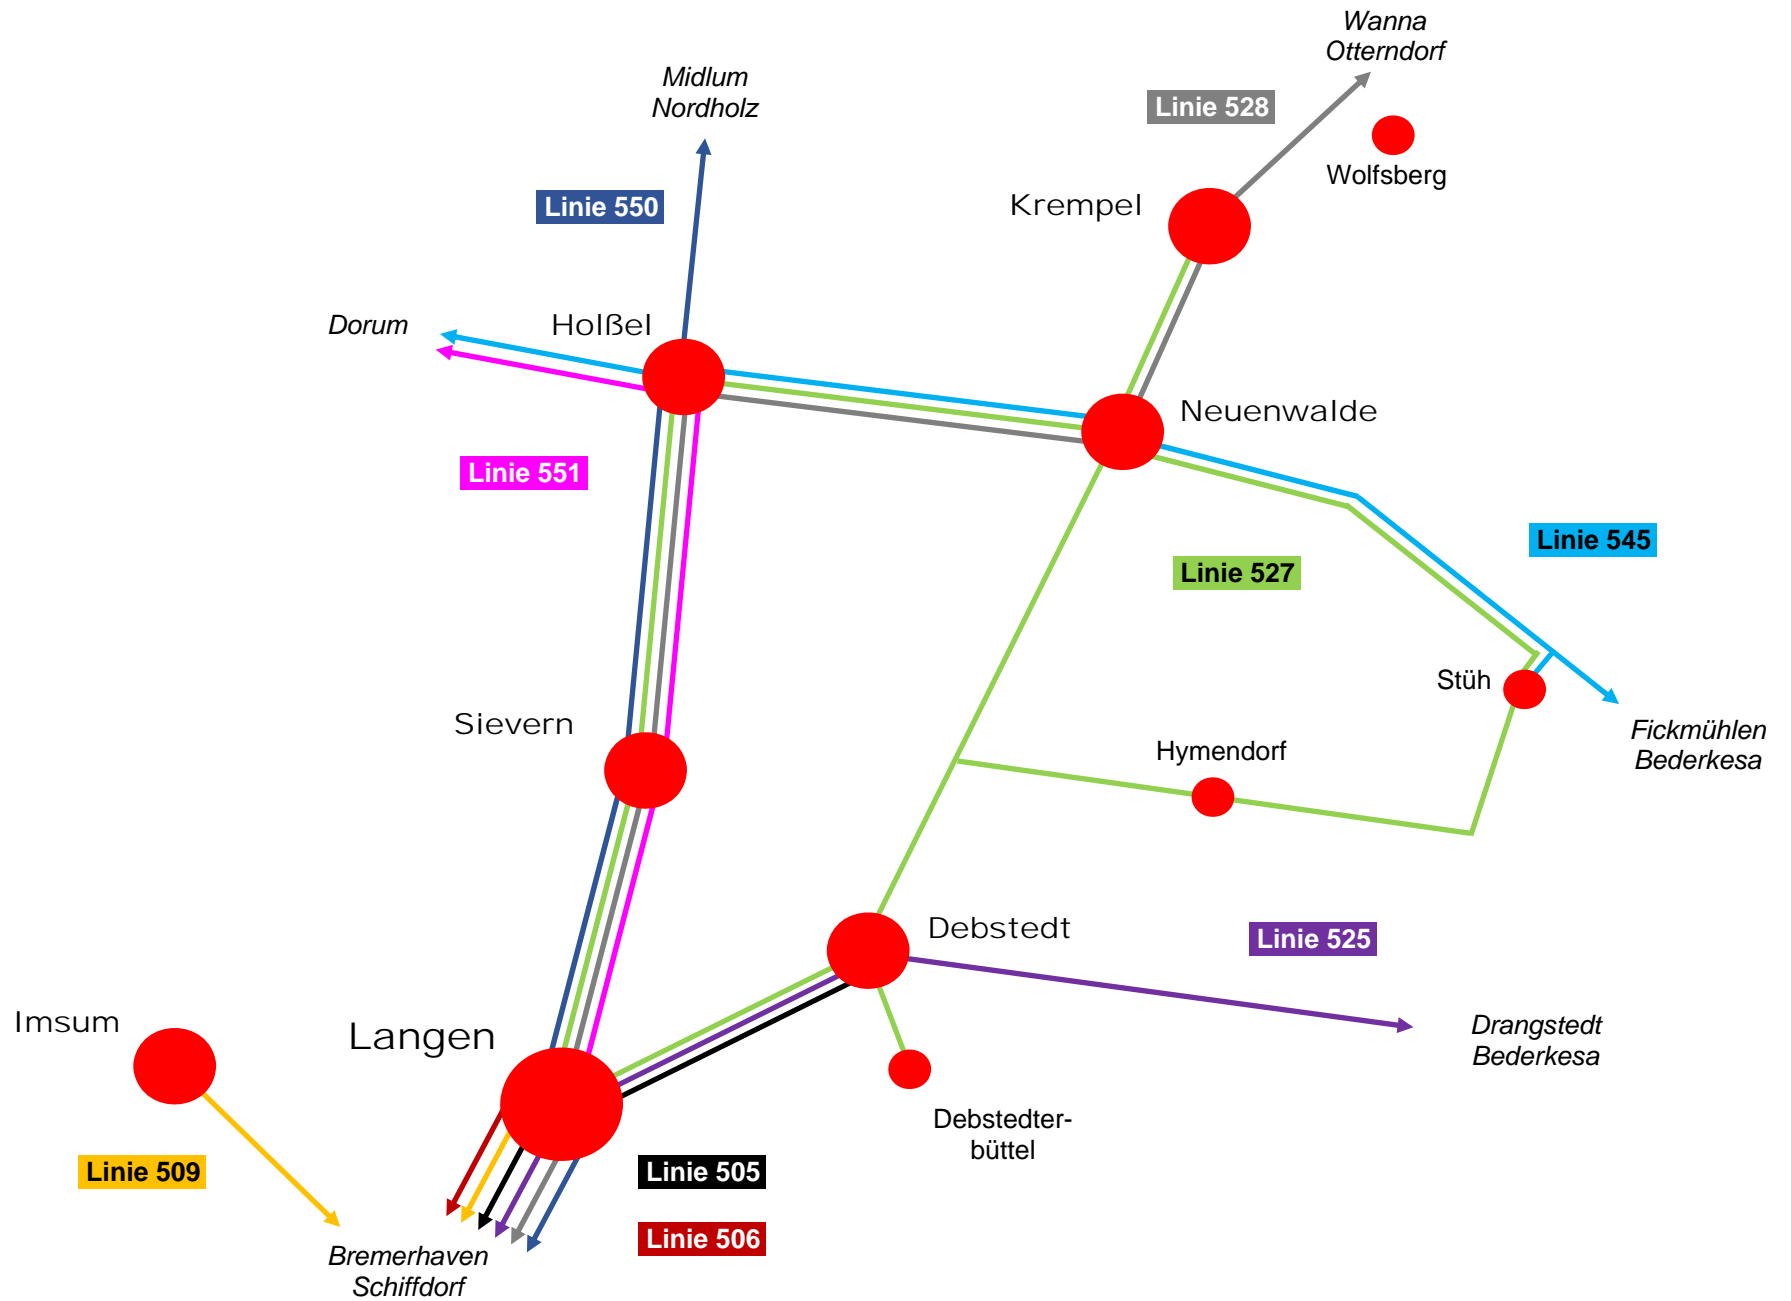 Wanna
Otterndorf
Midlum
Nordholz
Linie 528
Wolfsberg
Linie 550
Krempel
Dorum
Holßel
Neuenwalde
Linie 551
Linie 545
Linie 527
Stüh
Sievern
Hymendorf
Fickmühlen
Bederkesa
Debstedt
Linie 525
Imsum
Langen
Drangstedt
Bederkesa
Debstedter-
büttel
Linie 509
Linie 505
Linie 506
Bremerhaven
Schiffdorf